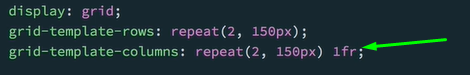 display: grid;
grid-template-rows: repeat(2, 150px);
grid-template-columns: repeat(2, 150px) 1fr;